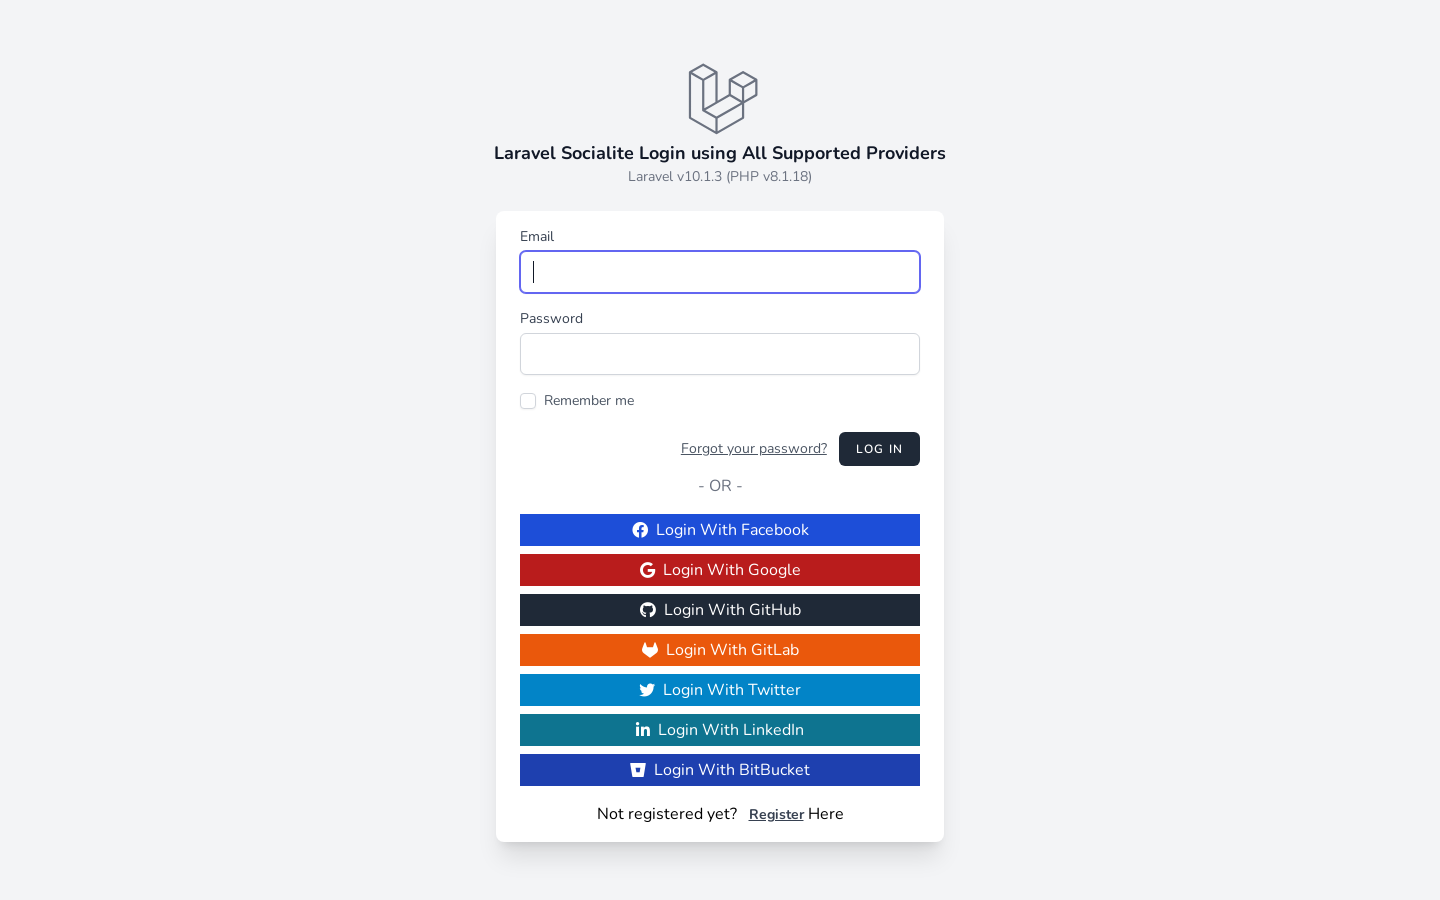 Laravel Socialite Login using All Supported Providers
Laravel v10.1.3 (PHP v8.1.18)
Email
Password
Remember me
Forgot your password? LOG IN
- OR -
Login With Facebook
Login With Google
Login With GitHub
Login With GitLab
Login With Twitter
Login With LinkedIn
Login With BitBucket
Not registered yet? Register Here